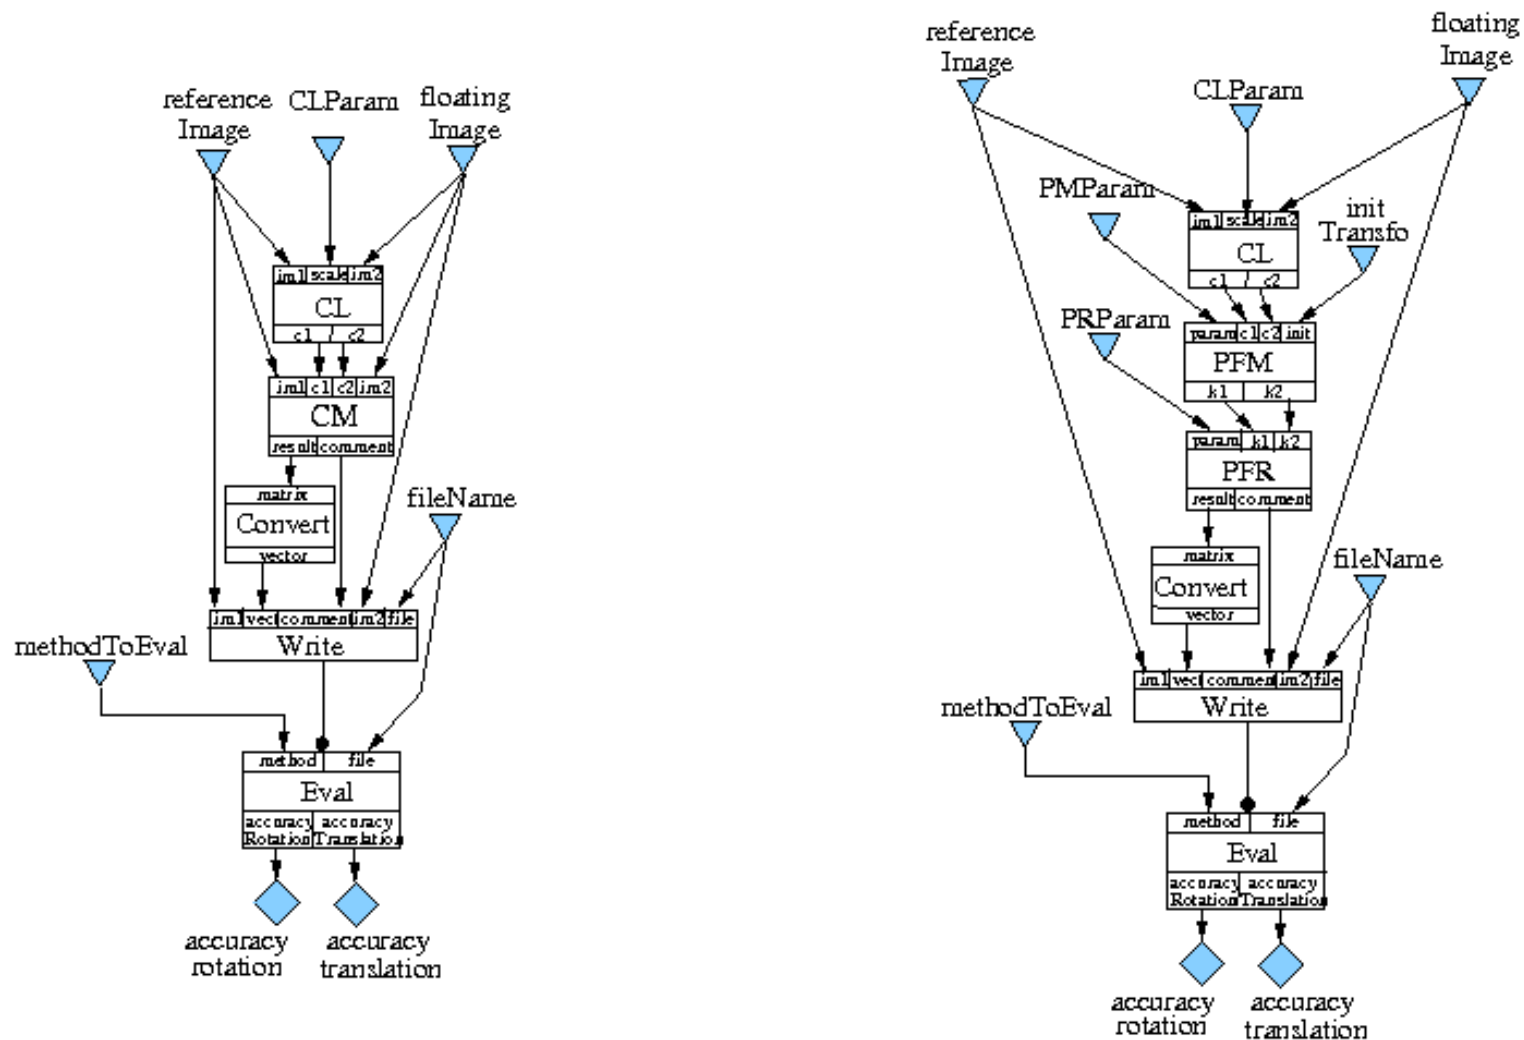 reference
Image
CLParam
floating
Image
im1 scale im2
CL
c1 / c2
im1 c1 c2 im2
CM
result comment
matrix
Convert
vector
fileName
im1 vect comment im2 file
Write
methodToEval
method file
Eval
accuracy accuracy
Rotation Translation
accuracy
rotation
accuracy
translation
reference
Image
floating
Image
CLParam
PMParam
init
Transfo
im1 scale im2
CL
c1 / c2
PRParam
param c1 c2 init
PFM
k1 k2
param k1 k2
PFR
result comment
matrix
Convert
vector
fileName
im1 vect comment im2 file
Write
methodToEval
method file
Eval
accuracy accuracy
Rotation Translation
accuracy
rotation
accuracy
translation